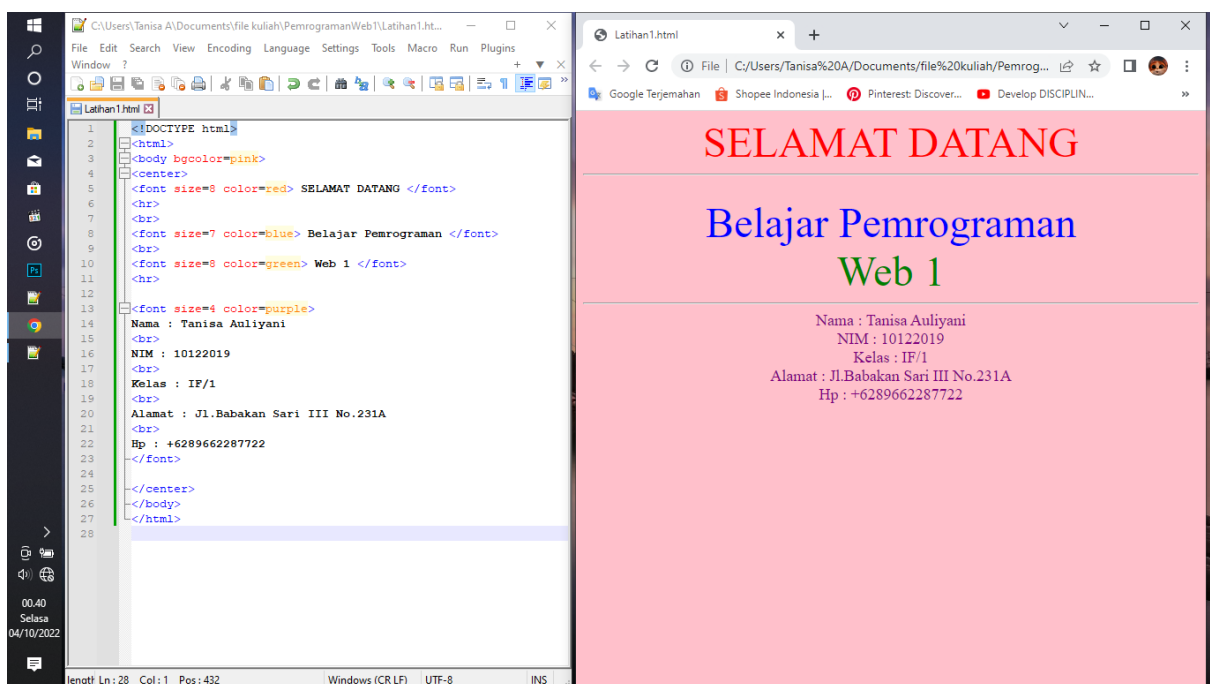 C:\Users\Tanisa A\Documents\file kuliah\PemrogramanWeb1\Latihan1.ht...
File Edit Search View Encoding Language Settings Tools Macro Run Plugins
Window ?
Latihan1.html
1 <!DOCTYPE html>
2 <html>
3 <body bgcolor=pink>
4 <center>
5 <font size=8 color=red> SELAMAT DATANG </font>
6 <hr>
7 <br>
8 <font size=7 color=blue> Belajar Pemrograman </font>
9 <br>
10 <font size=8 color=green> Web 1 </font>
11 <hr>
12
13 <font size=4 color=purple>
14 Nama : Tanisa Auliyani
15 <br>
16 NIM : 10122019
17 <br>
18 Kelas : IF/1
19 <br>
20 Alamat : Jl.Babakan Sari III No.231A
21 <br>
22 Hp : +6289662287722
23 </font>
24
25 </center>
26 </body>
27 </html>
28
length Ln : 28 Col : 1 Pos : 432 Windows (CR LF) UTF-8 INS
Latihan1.html
File | C:/Users/Tanisa%20A/Documents/file%20kuliah/Pemrog...
Google Terjemahan Shopee Indonesia |... Pinterest: Discover... Develop DISCIPLIN...
SELAMAT DATANG
Belajar Pemrograman
Web 1
Nama : Tanisa Auliyani
NIM : 10122019
Kelas : IF/1
Alamat : Jl.Babakan Sari III No.231A
Hp : +6289662287722
Ps
00.40
Selasa
04/10/2022